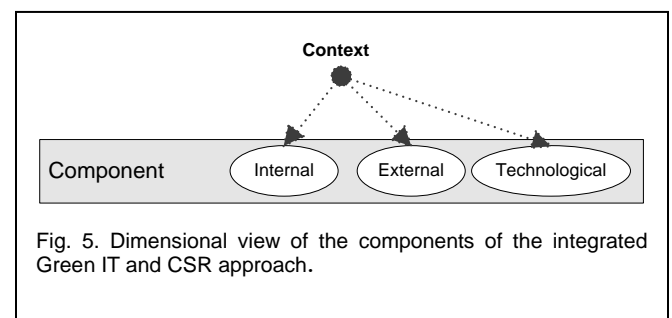 Context
Component Internal External Technological
Fig. 5. Dimensional view of the components of the integrated
Green IT and CSR approach.